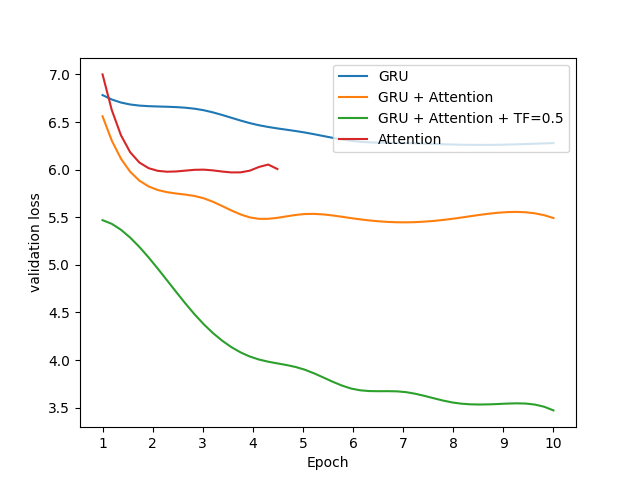 GRU
GRU + Attention
GRU + Attention + TF=0.5
Attention
validation loss
7.0
6.5
6.0
5.5
5.0
4.5
4.0
3.5
1 2 3 4 5 6 7 8 9 10
Epoch